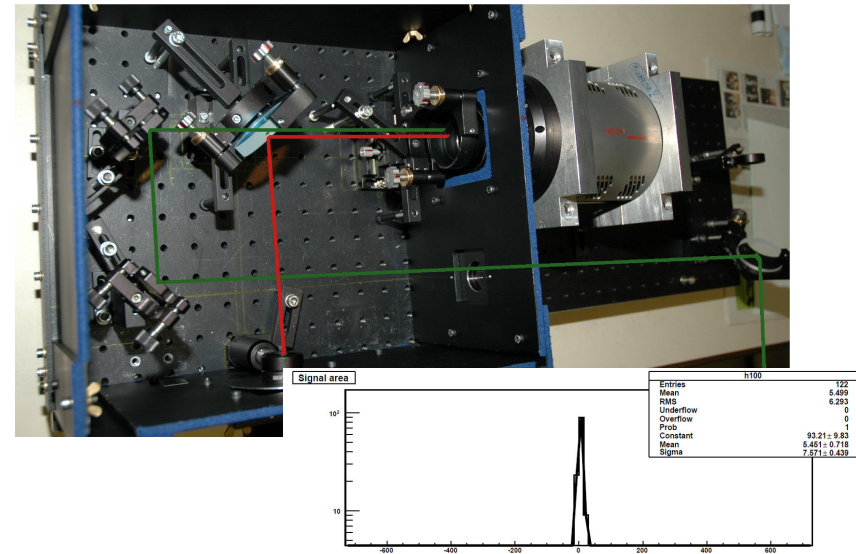 Signal area
h100
Entries 122
Mean 5.499
RMS 6.293
Underflow 0
Overflow 0
Prob 1
Constant 93.21± 9.83
Mean 5.451± 0.718
Sigma 7.571± 0.439
10²
10
-600 -400 -200 0 200 400 600